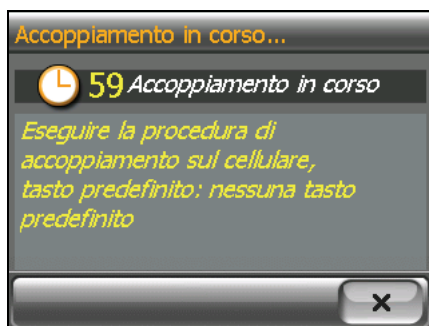 Accoppiamento in corso...
59 Accoppiamento in corso
Eseguire la procedura di
accoppiamento sul cellulare,
tasto predefinito: nessuna tasto
predefinito